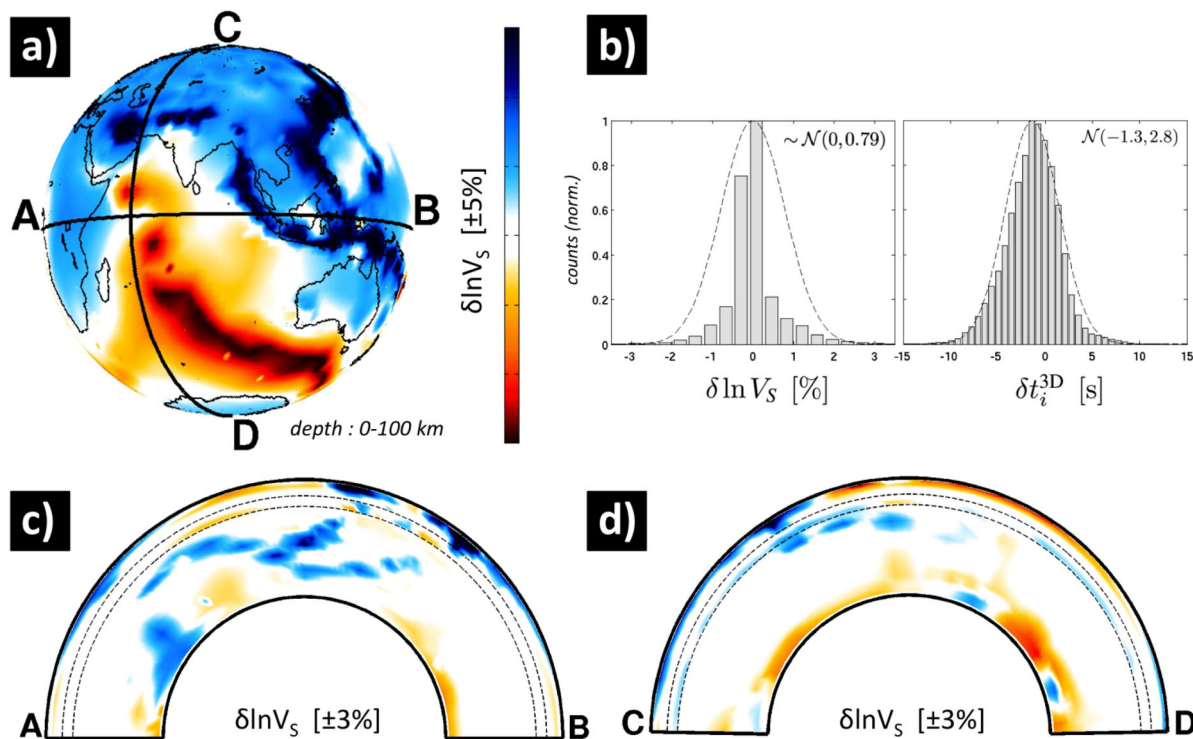 a)
C
A
B
D
δlnV_S [±5%]
depth : 0-100 km
b)
counts (norm.)
1
0.8
0.6
0.4
0.2
0
∼N(0,0.79)
-3 -2 -1 0 1 2 3
δ ln V_S [%]
N(−1.3,2.8)
-15 -10 -5 0 5 10 15
δt_i^3D [s]
c)
A
δlnV_S [±3%]
B
d)
C
δlnV_S [±3%]
D